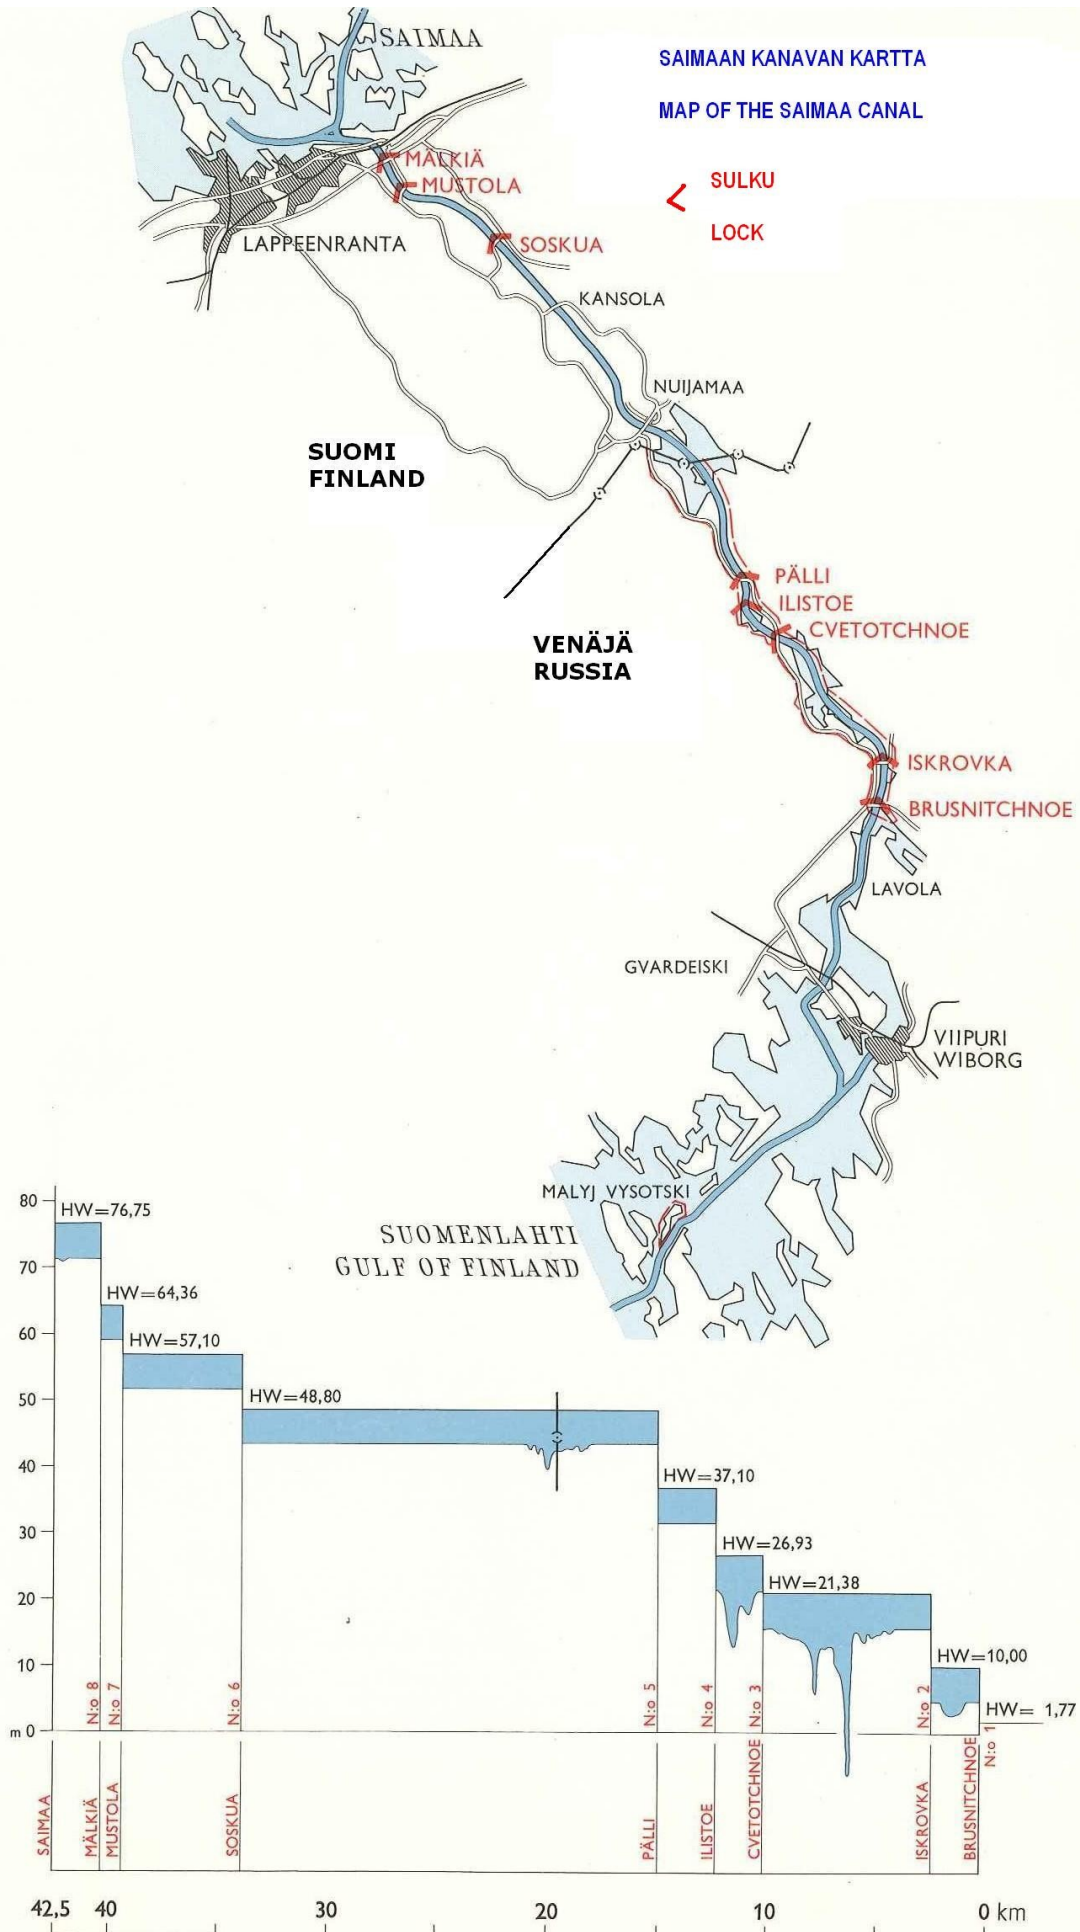 SAIMAA
SAIMAAN KANAVAN KARTTA
MAP OF THE SAIMAA CANAL
SULKU
LOCK
MÄLKIÄ
MUSTOLA
LAPPEENRANTA
SOSKUA
KANSOLA
NUIJAMAA
SUOMI
FINLAND
VENÄJÄ
RUSSIA
PÄLLI
ILISTOE
CVETOTCHNOE
ISKROVKA
BRUSNITCHNOE
LAVOLA
GVARDEISKI
VIIPURI
WIBORG
MALYJ VYSOTSKI
SUOMENLAHTI
GULF OF FINLAND
80
HW=76,75
70
HW=64,36
60
HW=57,10
50
HW=48,80
40
HW=37,10
30
HW=26,93
20
HW=21,38
10
HW=10,00
HW= 1,77
m 0
N:o 8
N:o 7
N:o 6
N:o 5
N:o 4
N:o 3
N:o 2
N:o 1
SAIMAA
MÄLKIÄ
MUSTOLA
SOSKUA
PÄLLI
ILISTOE
CVETOTCHNOE
ISKROVKA
BRUSNITCHNOE
42,5 40 30 20 10 0 km